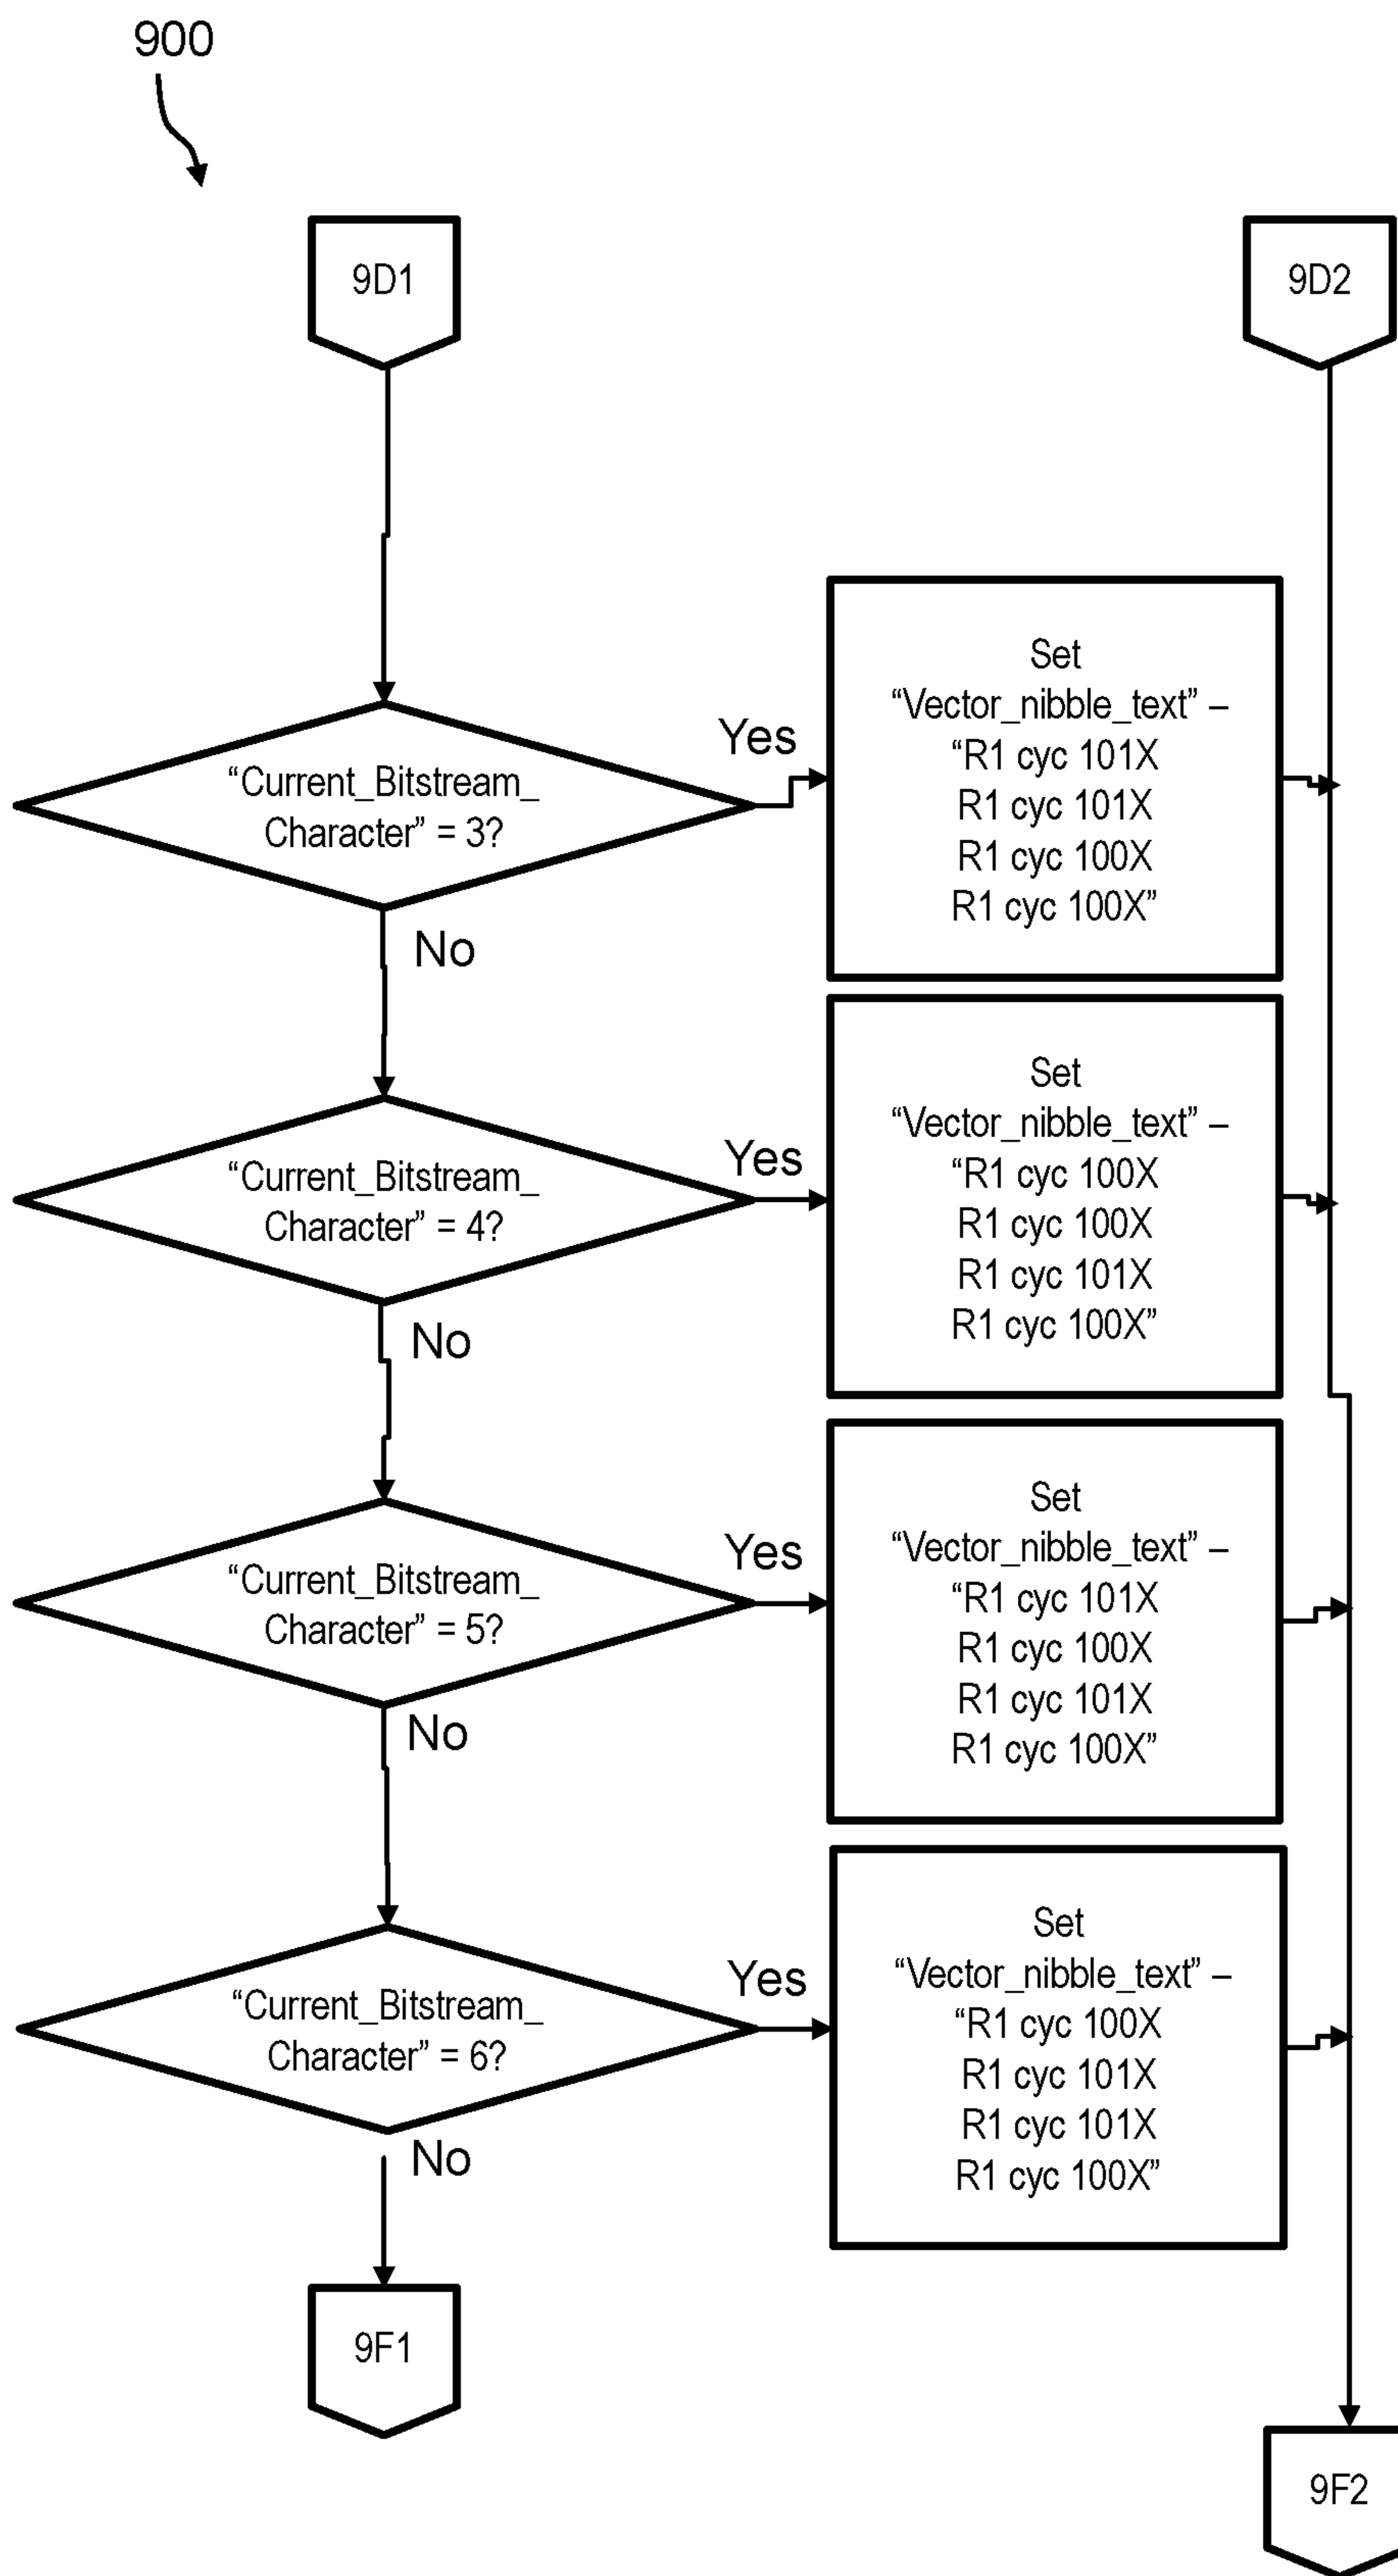 900
9D1
9D2
“Current_Bitstream_
Character” = 3?
Yes
Set
“Vector_nibble_text” –
“R1 cyc 101X
R1 cyc 101X
R1 cyc 100X
R1 cyc 100X”
No
“Current_Bitstream_
Character” = 4?
Yes
Set
“Vector_nibble_text” –
“R1 cyc 100X
R1 cyc 100X
R1 cyc 101X
R1 cyc 100X”
No
“Current_Bitstream_
Character” = 5?
Yes
Set
“Vector_nibble_text” –
“R1 cyc 101X
R1 cyc 100X
R1 cyc 101X
R1 cyc 100X”
No
“Current_Bitstream_
Character” = 6?
Yes
Set
“Vector_nibble_text” –
“R1 cyc 100X
R1 cyc 101X
R1 cyc 101X
R1 cyc 100X”
No
9F1
9F2